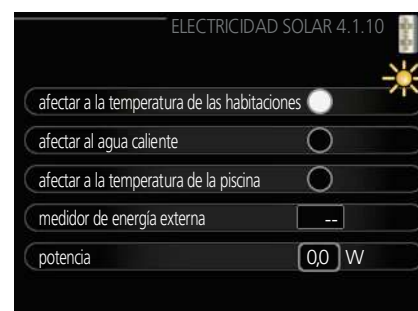 ELECTRICIDAD SOLAR 4.1.10
afectar a la temperatura de las habitaciones
afectar al agua caliente
afectar a la temperatura de la piscina
medidor de energía externa --
potencia 0,0 W